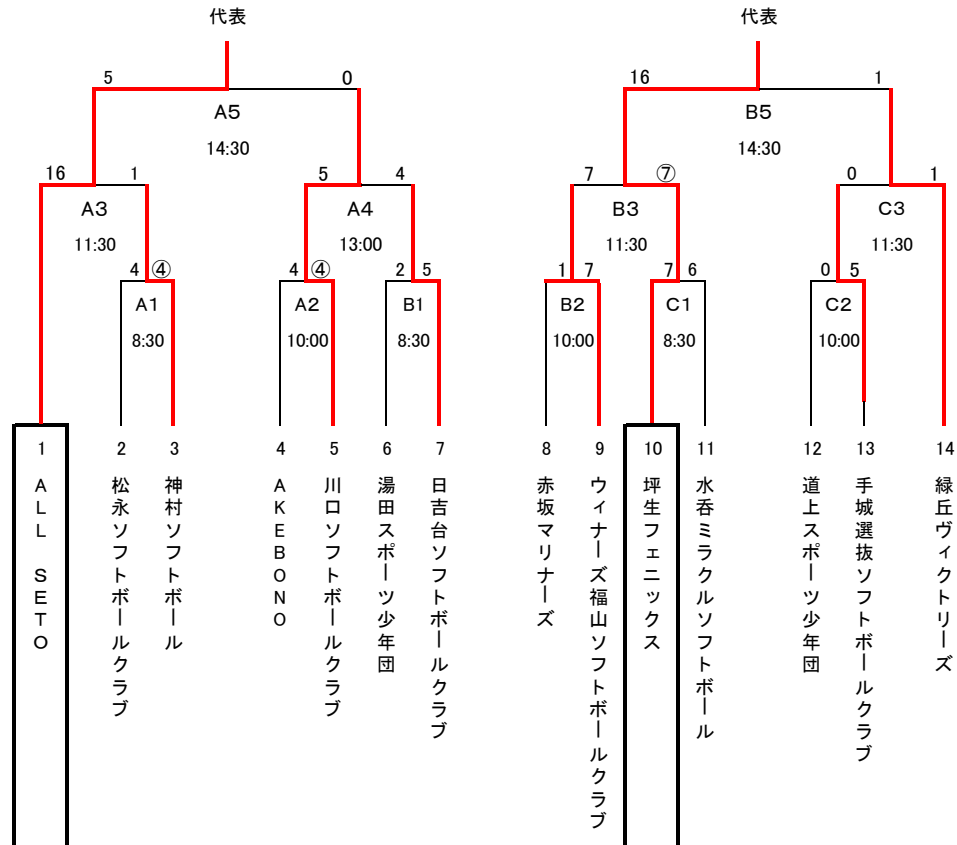 代表 代表
5 0 16 1
A5 B5
14:30 14:30
16 1 5 4 7 ⑦ 0 1
A3 A4 B3 C3
11:30 13:00 11:30 11:30
4 ④ 4 ④ 2 5 1 7 7 6 0 5
A1 A2 B1 B2 C1 C2
8:30 10:00 8:30 10:00 8:30 10:00
1 2 3 4 5 6 7 8 9 10 11 12 13 14
ALL SETO
松永ソフトボールクラブ
神村ソフトボール
AKEBONO
川口ソフトボールクラブ
湯田スポーツ少年団
日吉台ソフトボールクラブ
赤坂マリナーズ
ウィナーズ福山ソフトボールクラブ
坪生フェニックス
水呑ミラクルソフトボール
道上スポーツ少年団
手城選抜ソフトボールクラブ
緑丘ヴィクトリーズ